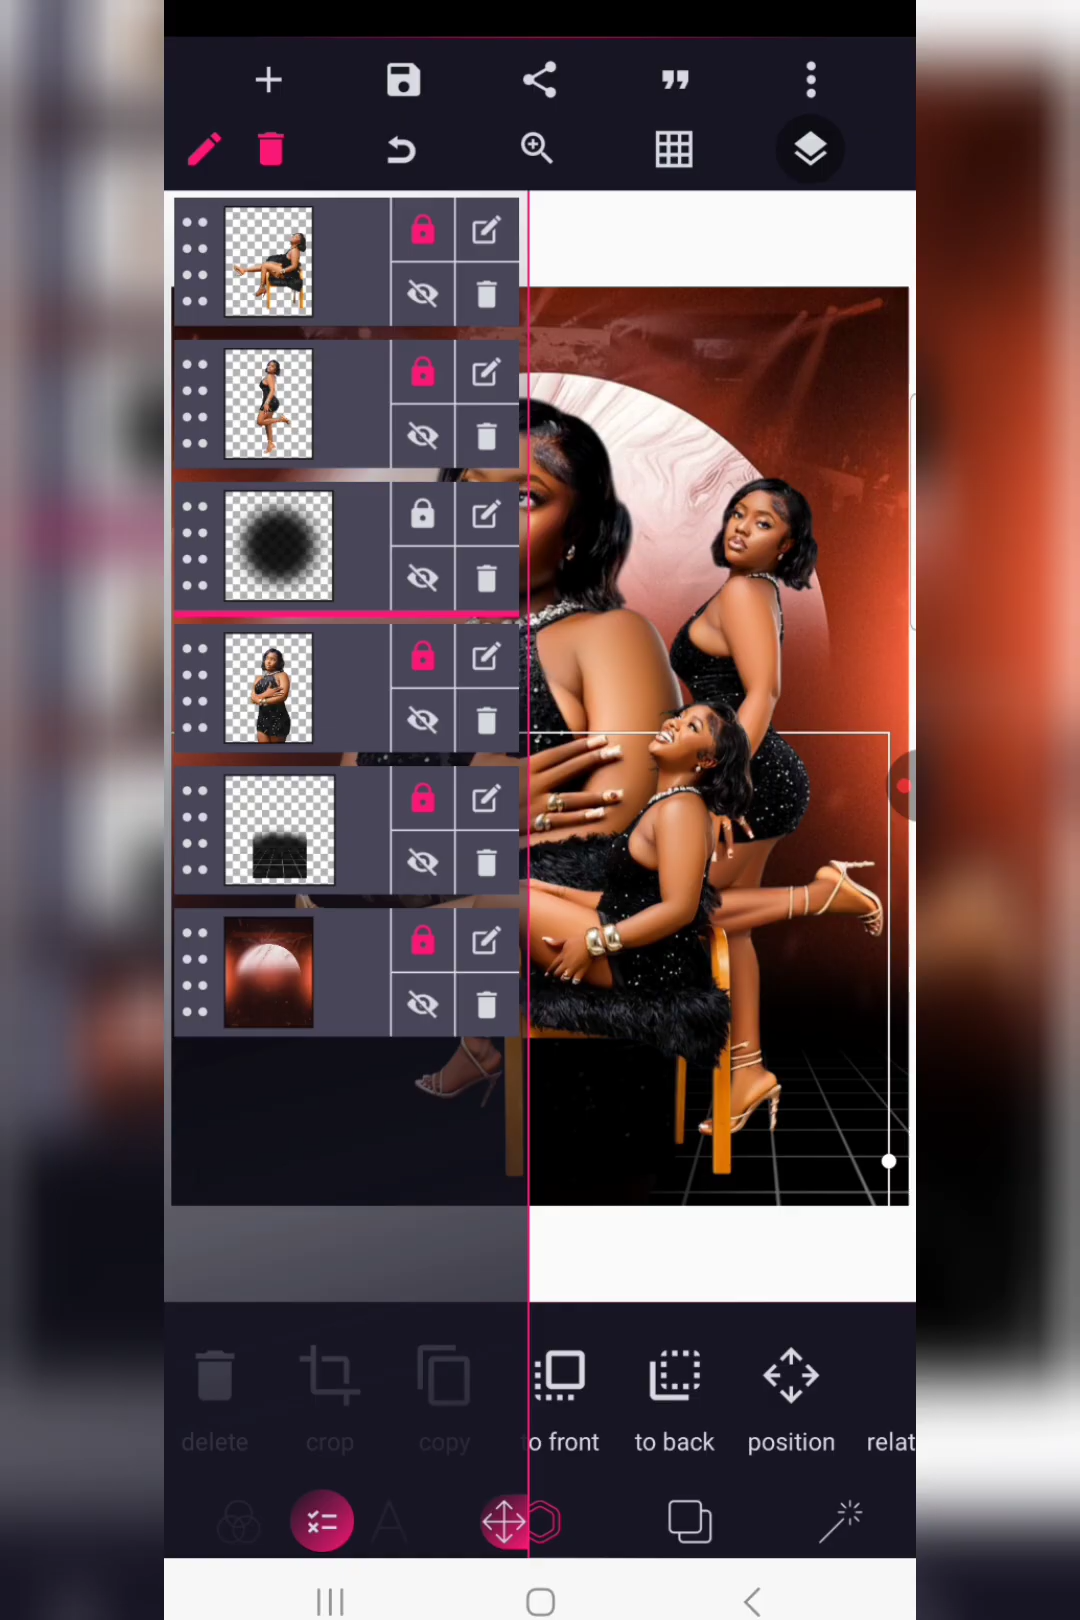 delete
crop
copy
o front
to back
position
relat